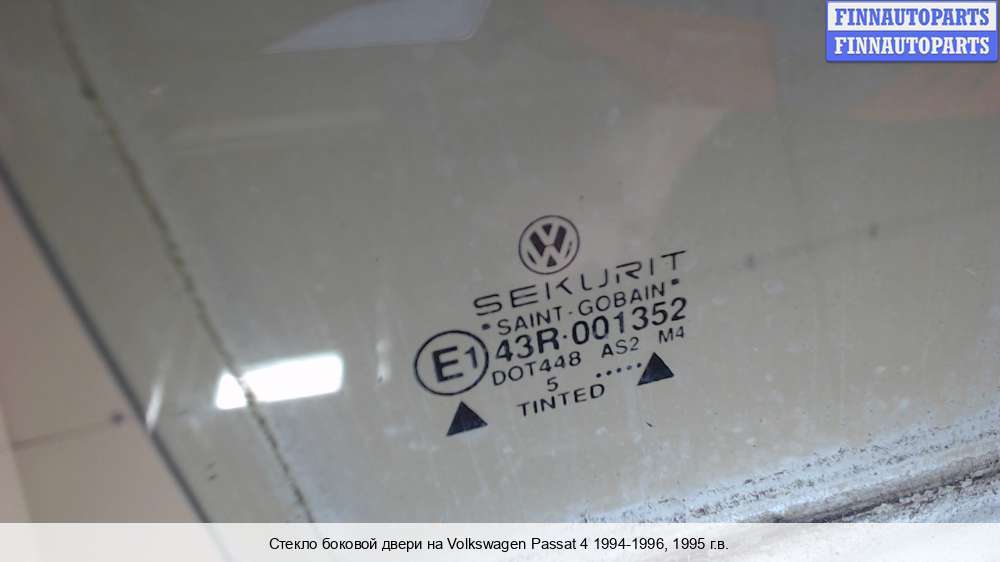 FINNAUTOPARTS
FINNAUTOPARTS
SEKURIT
SAINT-GOBAIN
E1 43R-001352
DOT448 AS2 M4
5 .....
TINTED
Стекло боковой двери на Volkswagen Passat 4 1994-1996, 1995 г.в.